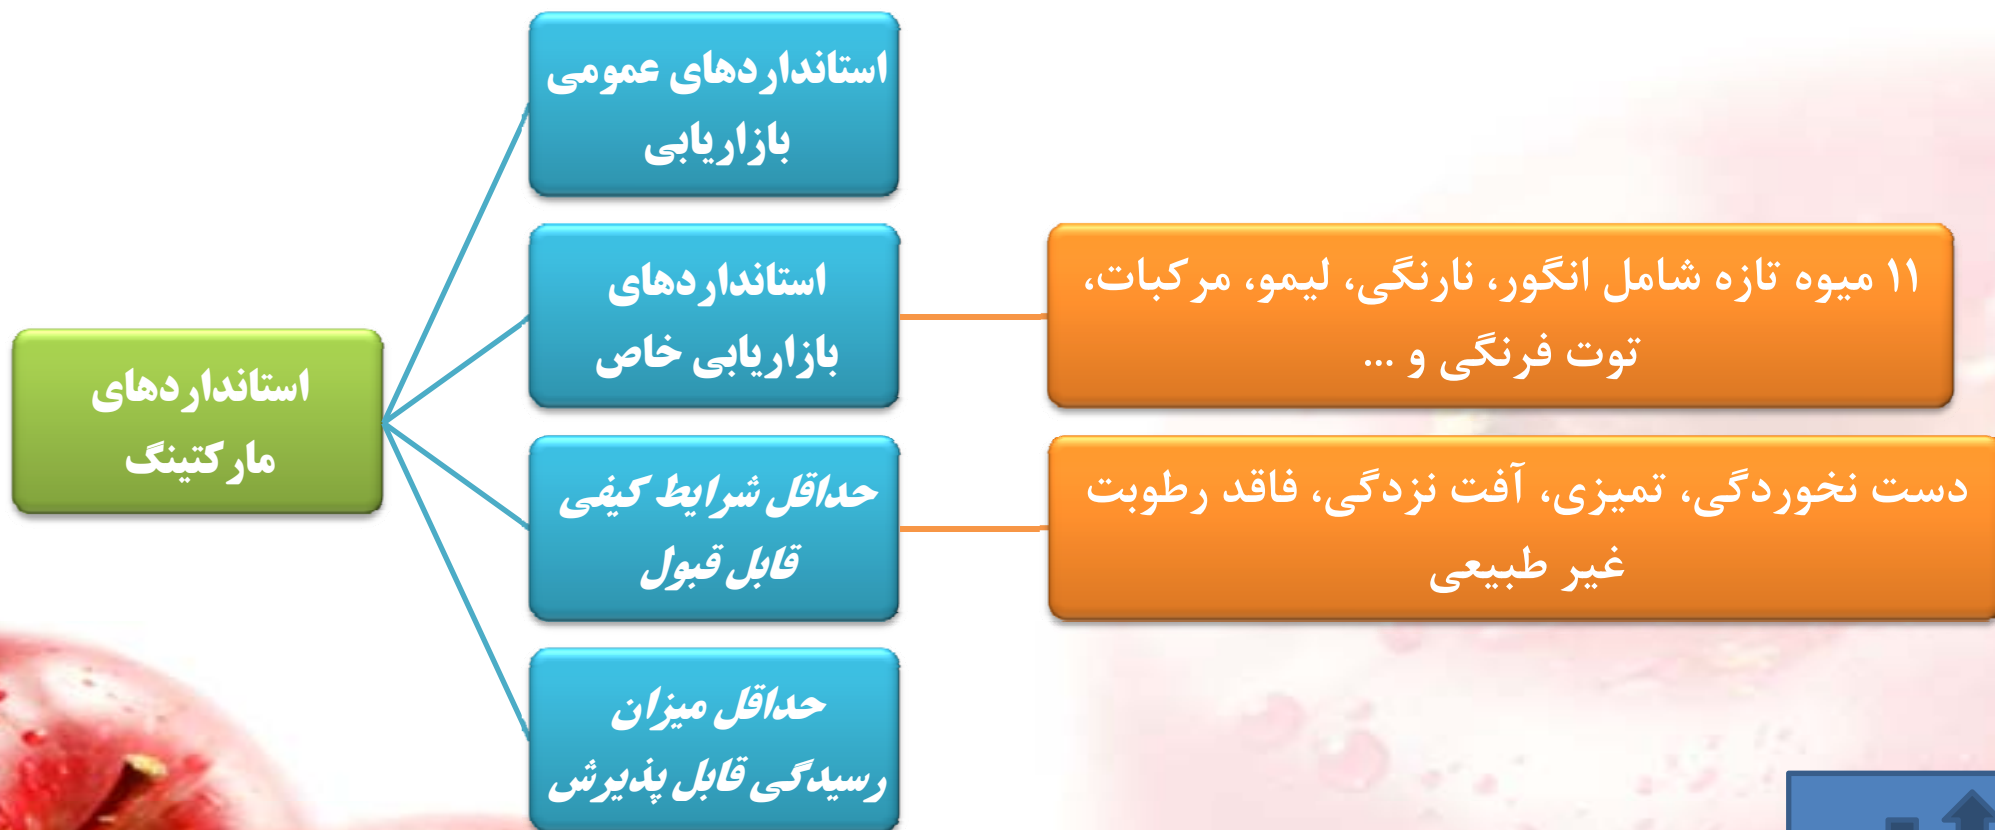 استانداردهای
مارکتینگ
استانداردهای عمومی
بازاریابی
استانداردهای
بازاریابی خاص
۱۱ میوه تازه شامل انگور، نارنگی، لیمو، مرکبات،
توت فرنگی و ...
حداقل شرایط کیفی
قابل قبول
دست نخوردگی، تمیزی، آفت نزدگی، فاقد رطوبت
غیر طبیعی
حداقل میزان
رسیدگی قابل پذیرش